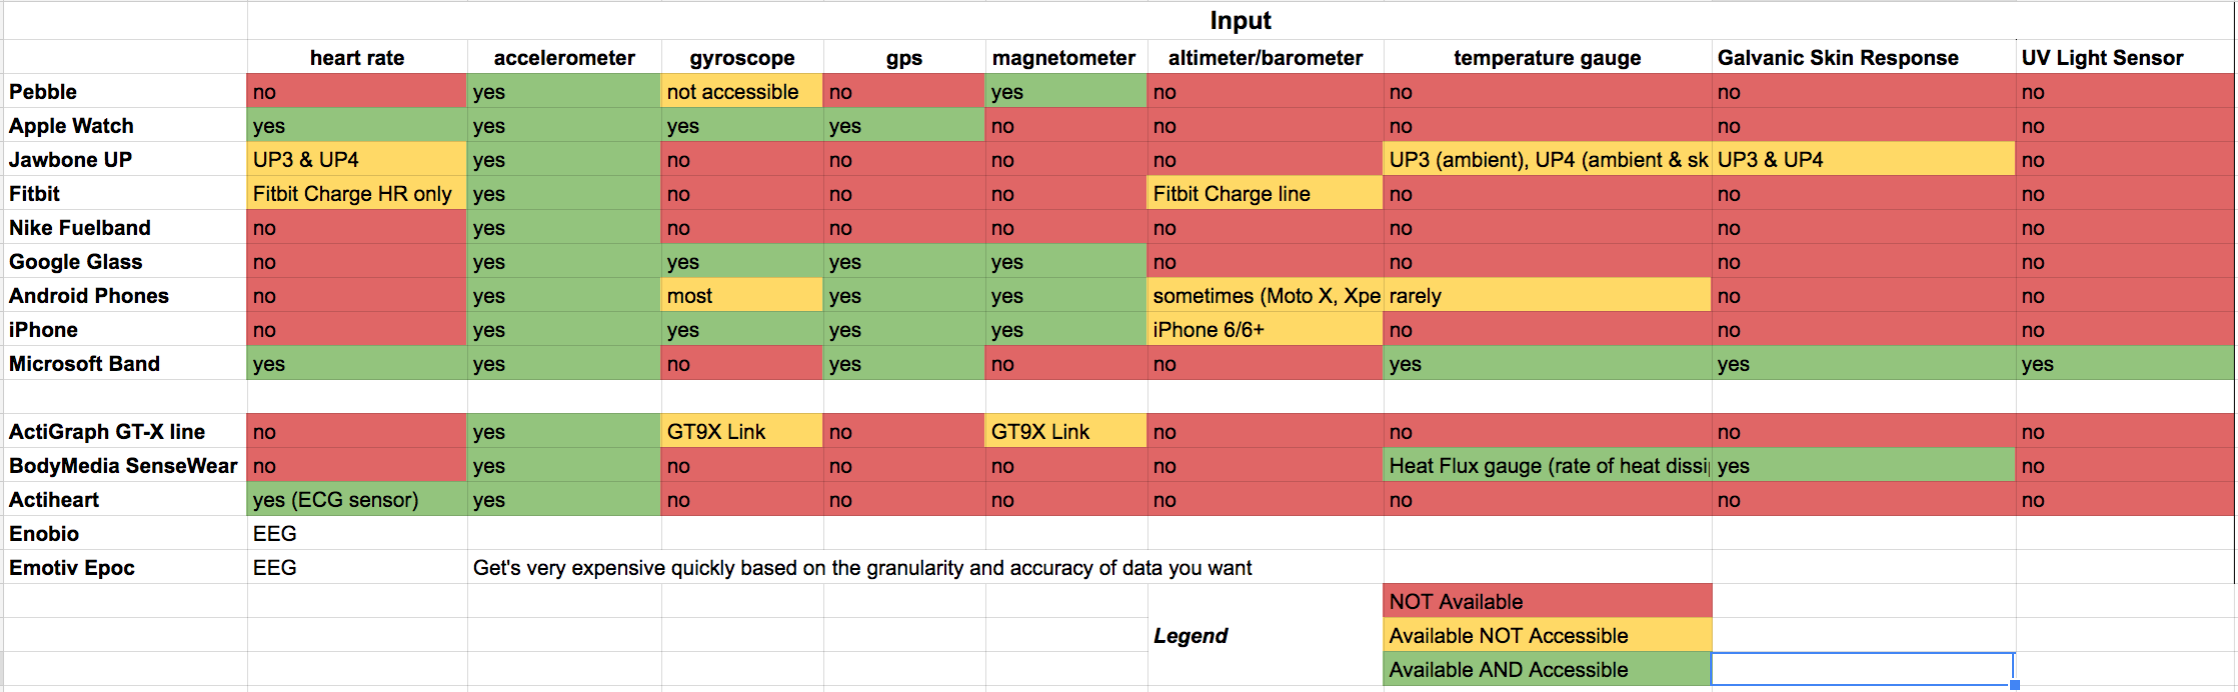 Input
heart rate accelerometer gyroscope gps magnetometer altimeter/barometer temperature gauge Galvanic Skin Response UV Light Sensor
Pebble no yes not accessible no yes no no no no
Apple Watch yes yes yes yes no no no no no
Jawbone UP UP3 & UP4 yes no no no no UP3 (ambient), UP4 (ambient & sk UP3 & UP4 no
Fitbit Fitbit Charge HR only yes no no no Fitbit Charge line no no no
Nike Fuelband no yes no no no no no no no
Google Glass no yes yes yes yes no no no no
Android Phones no yes most yes yes sometimes (Moto X, Xpe rarely no no
iPhone no yes yes yes yes iPhone 6/6+ no no no
Microsoft Band yes yes no yes no no yes yes yes
ActiGraph GT-X line no yes GT9X Link no GT9X Link no no no no
BodyMedia SenseWear no yes no no no no Heat Flux gauge (rate of heat dissi yes no
Actiheart yes (ECG sensor) yes no no no no no no no
Enobio EEG
Emotiv Epoc EEG Get's very expensive quickly based on the granularity and accuracy of data you want
NOT Available
Legend Available NOT Accessible
Available AND Accessible